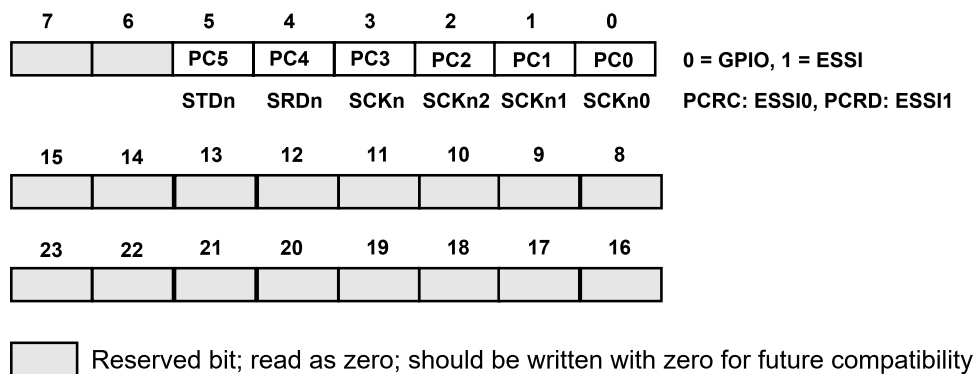 7 6 5 4 3 2 1 0
PC5 PC4 PC3 PC2 PC1 PC0 0 = GPIO, 1 = ESSI
STDn SRDn SCKn SCKn2 SCKn1 SCKn0 PCRC: ESSI0, PCRD: ESSI1
15 14 13 12 11 10 9 8
23 22 21 20 19 18 17 16
Reserved bit; read as zero; should be written with zero for future compatibility